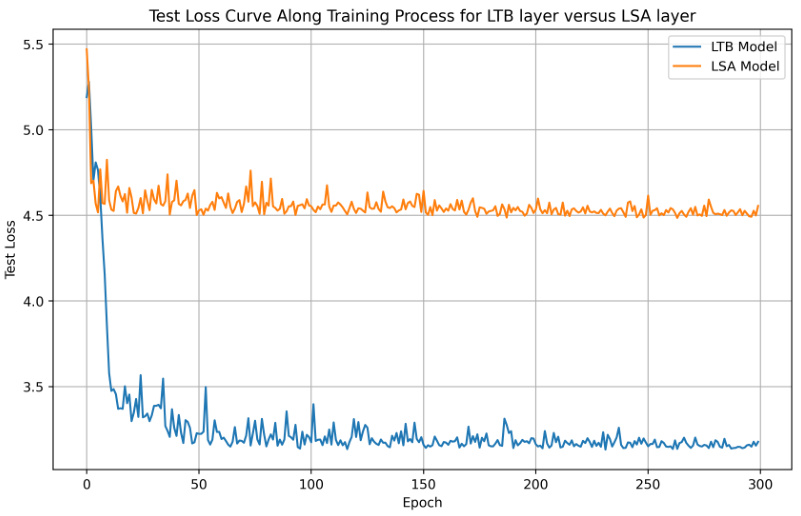 Test Loss Curve Along Training Process for LTB layer versus LSA layer
LTB Model
LSA Model
5.5
5.0
4.5
4.0
3.5
Test Loss
0
50
100
150
200
250
300
Epoch